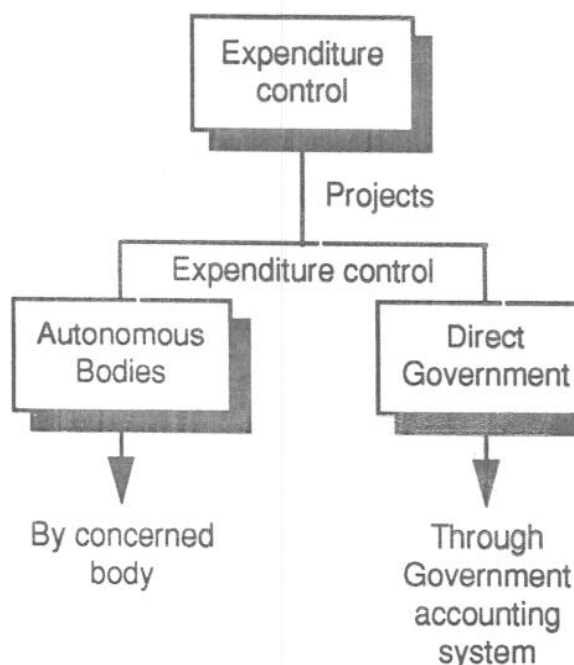 Expenditure
control
Projects
Expenditure control
Autonomous
Bodies
Direct
Government
By concerned
body
Through
Government
accounting
system